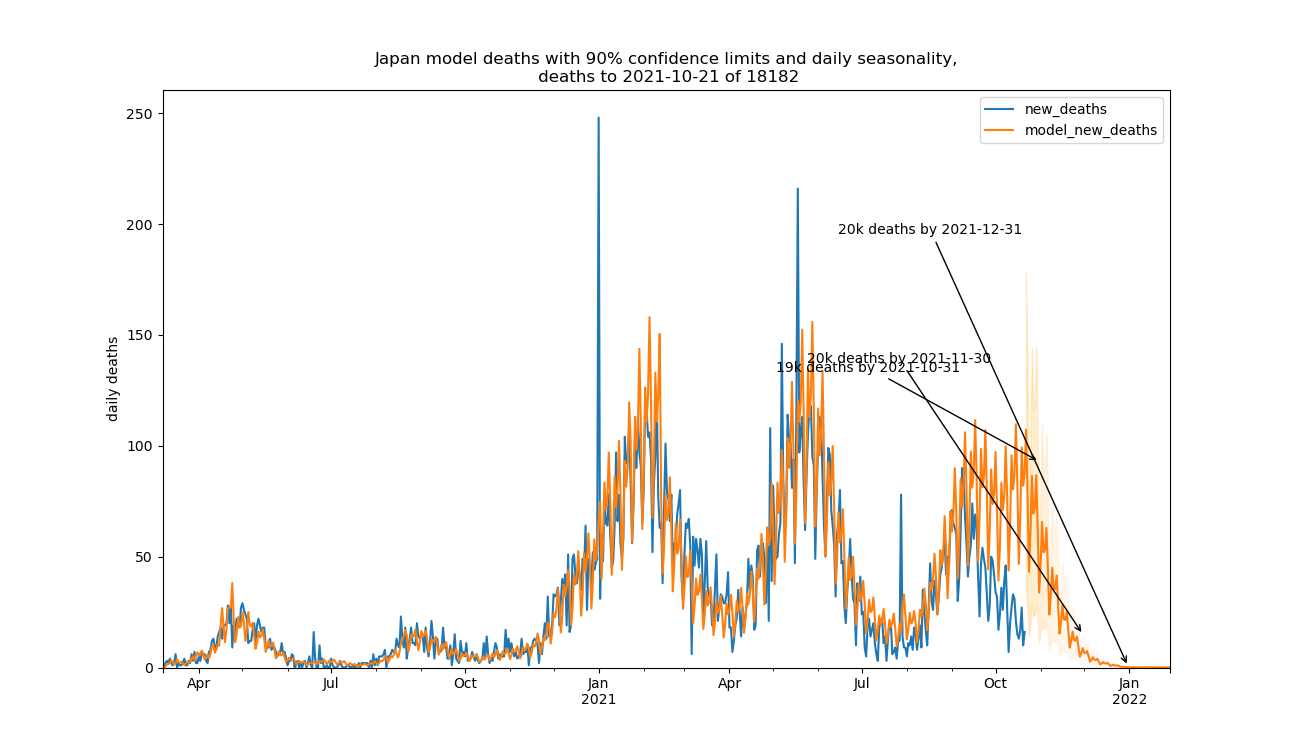 Japan model deaths with 90% confidence limits and daily seasonality,
deaths to 2021-10-21 of 18182
new_deaths
model_new_deaths
daily deaths
250
200
150
100
50
0
20k deaths by 2021-12-31
20k deaths by 2021-11-30
19k deaths by 2021-10-31
Apr
Jul
Oct
Jan
2021
Apr
Jul
Oct
Jan
2022